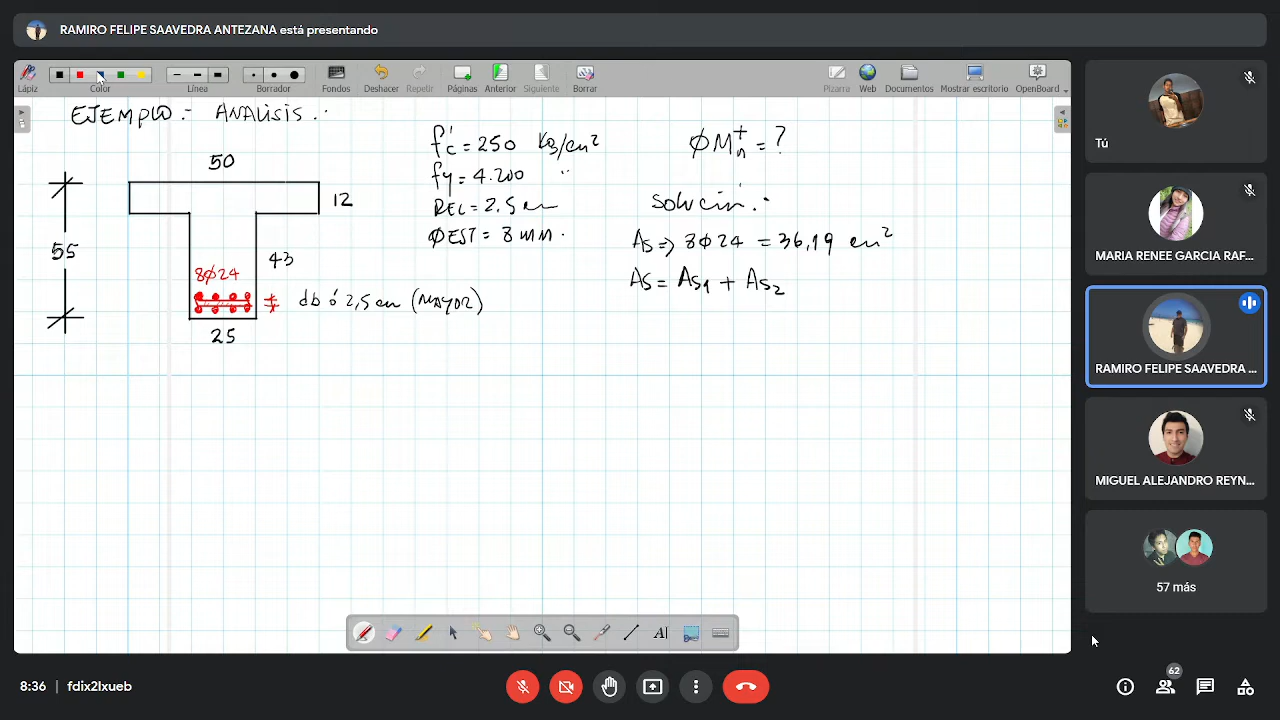 RAMIRO FELIPE SAAVEDRA ANTEZANA está presentando
Lápiz Color Línea Borrador Fondos Deshacer Repetir Páginas Anterior Siguiente Borrar Pizarra Web Documentos Mostrar escritorio OpenBoard
EJEMPLO:- ANALISIS :-
50
12
55
43
8Ø24
db ó 2,5 cm (MAYOR)
25
f'c = 250 Kg/cm²
fy = 4.200 "
REC = 2.5 cm
ØEST = 8 mm.
ØMn+ = ?
Solución:-
As => 8Ø24 = 36,19 cm²
As = As1 + As2
Tú
MARIA RENEE GARCIA RAF...
RAMIRO FELIPE SAAVEDRA ...
MIGUEL ALEJANDRO REYN...
57 más
8:36 | fdix2lxueb
62